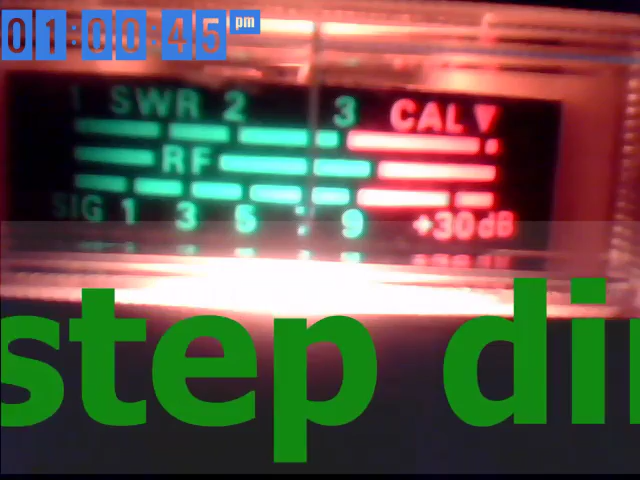 01:00:45 pm
1 SWR 2 3 CAL
RF
SIG 1 3 5 9 +30dB
step di